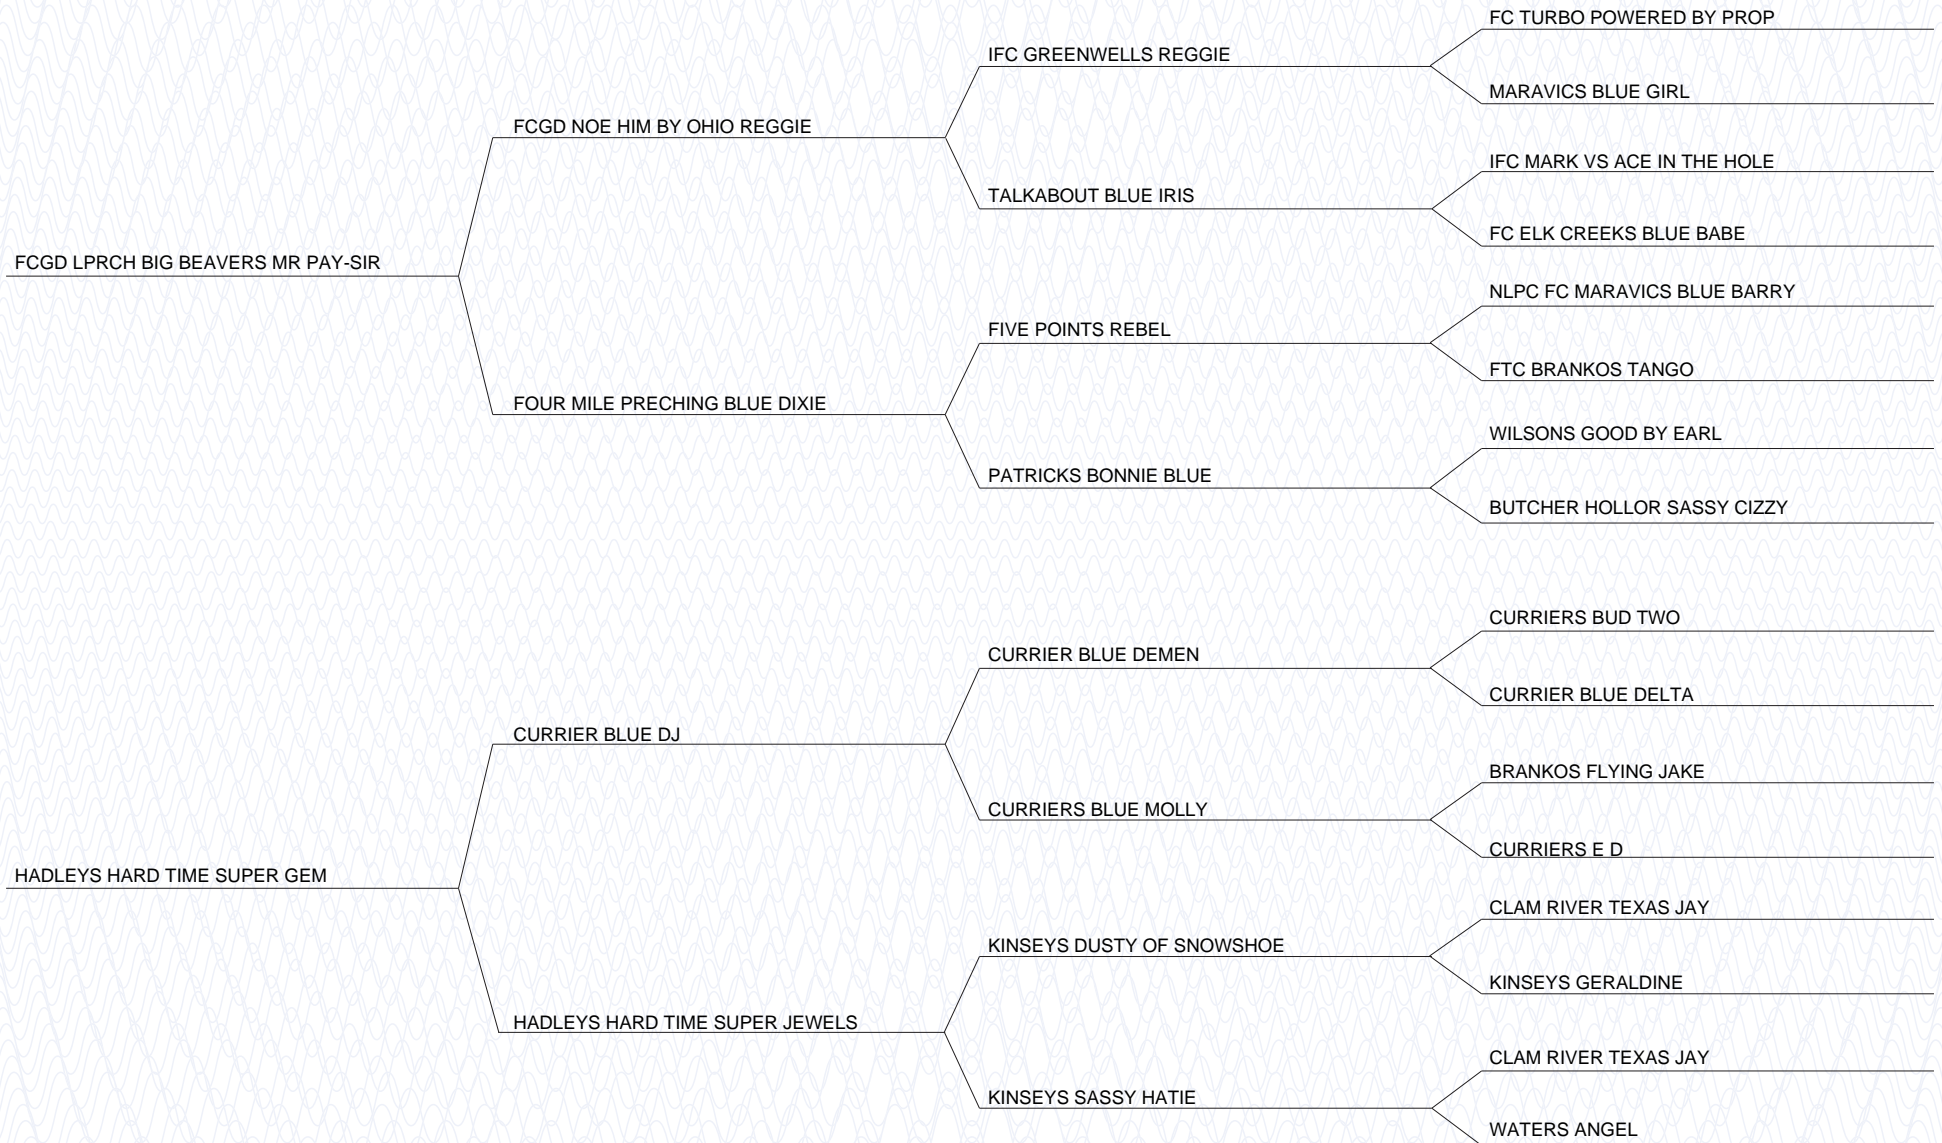 FC TURBO POWERED BY PROP
IFC GREENWELLS REGGIE
MARAVICS BLUE GIRL
FCGD NOE HIM BY OHIO REGGIE
IFC MARK VS ACE IN THE HOLE
TALKABOUT BLUE IRIS
FC ELK CREEKS BLUE BABE
FCGD LPRCH BIG BEAVERS MR PAY-SIR
NLPC FC MARAVICS BLUE BARRY
FIVE POINTS REBEL
FTC BRANKOS TANGO
FOUR MILE PRECHING BLUE DIXIE
WILSONS GOOD BY EARL
PATRICKS BONNIE BLUE
BUTCHER HOLLOR SASSY CIZZY
CURRIERS BUD TWO
CURRIER BLUE DEMEN
CURRIER BLUE DELTA
CURRIER BLUE DJ
BRANKOS FLYING JAKE
CURRIERS BLUE MOLLY
CURRIERS E D
HADLEYS HARD TIME SUPER GEM
CLAM RIVER TEXAS JAY
KINSEYS DUSTY OF SNOWSHOE
KINSEYS GERALDINE
HADLEYS HARD TIME SUPER JEWELS
CLAM RIVER TEXAS JAY
KINSEYS SASSY HATIE
WATERS ANGEL